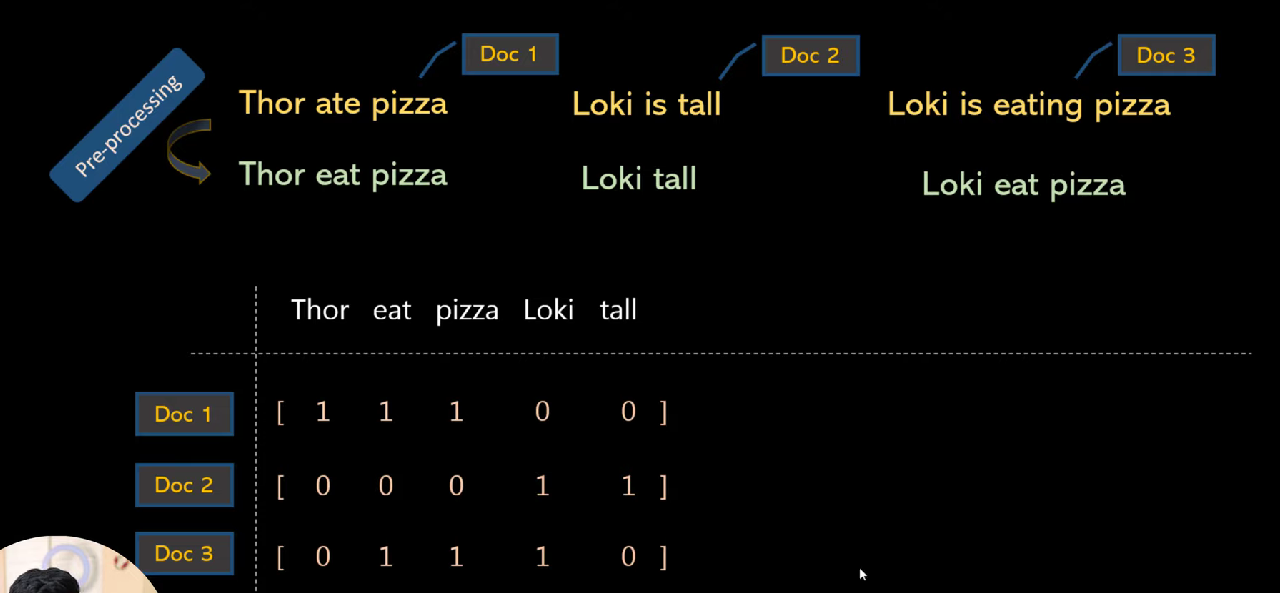 Pre-processing
Doc 1
Doc 2
Doc 3
Thor ate pizza
Loki is tall
Loki is eating pizza
Thor eat pizza
Loki tall
Loki eat pizza
Thor eat pizza Loki tall
Doc 1 [ 1 1 1 0 0 ]
Doc 2 [ 0 0 0 1 1 ]
Doc 3 [ 0 1 1 1 0 ]